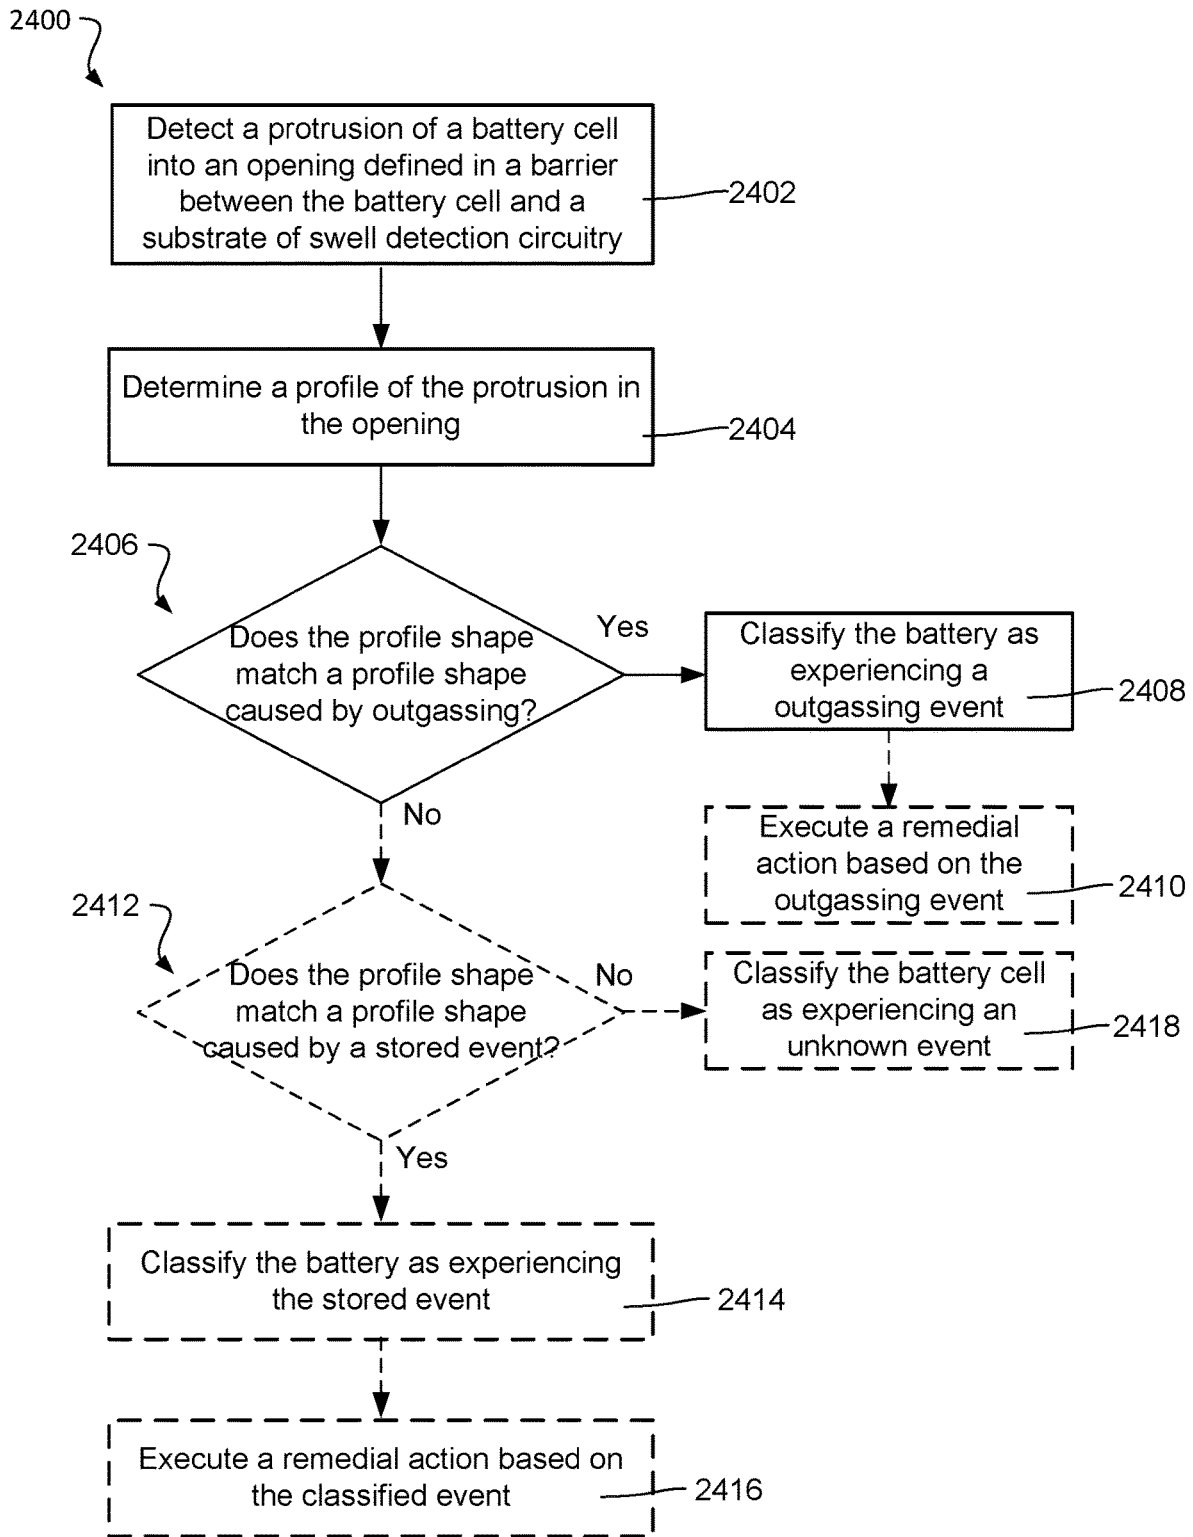 2400
Detect a protrusion of a battery cell
into an opening defined in a barrier
between the battery cell and a
substrate of swell detection circuitry
2402
Determine a profile of the protrusion in
the opening
2404
2406
Does the profile shape
match a profile shape
caused by outgassing?
Yes
Classify the battery as
experiencing a
outgassing event
2408
No
Execute a remedial
action based on the
outgassing event
2410
2412
Does the profile shape
match a profile shape
caused by a stored event?
No
Classify the battery cell
as experiencing an
unknown event
2418
Yes
Classify the battery as experiencing
the stored event
2414
Execute a remedial action based on
the classified event
2416